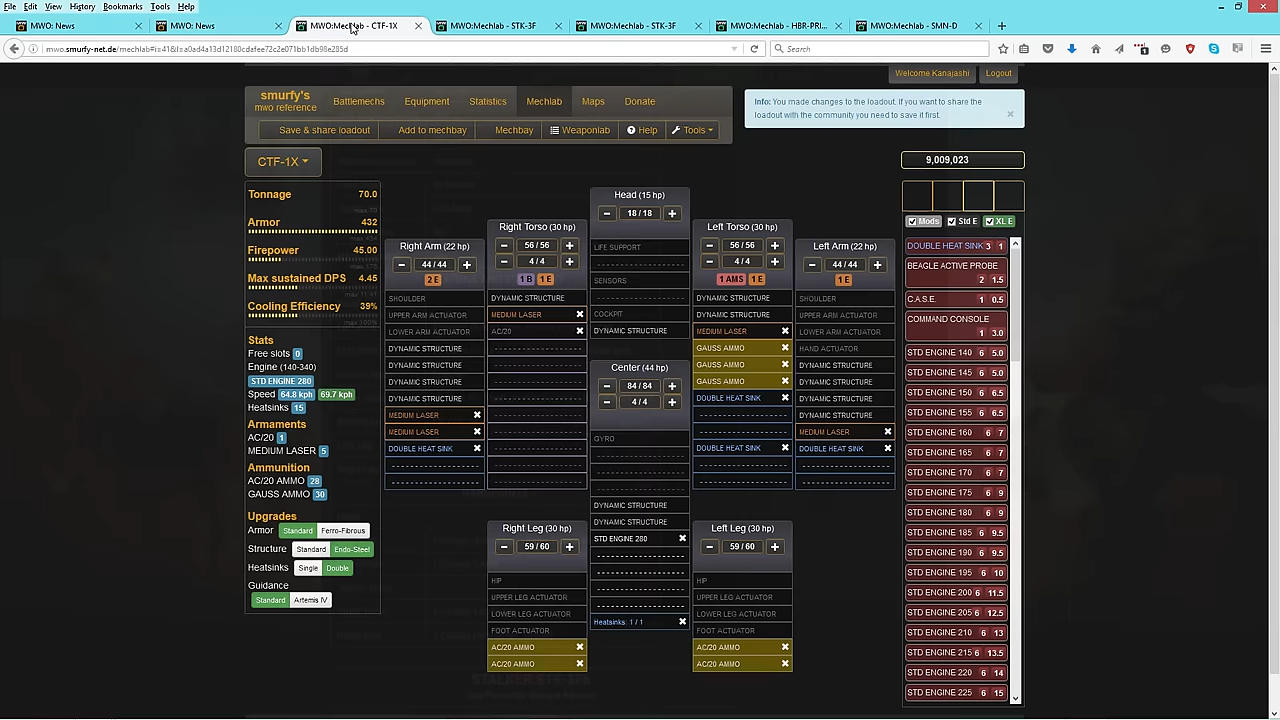 File Edit View History Bookmarks Tools Help
MWO: News
MWO: News
MWO:Mechlab - CTF-1X
MWO:Mechlab - STK-3F
MWO:Mechlab - STK-3F
MWO:Mechlab - HBR-PRI...
MWO:Mechlab - SMN-D
mwo.smurfy-net.de/mechlab#i=41&l=a0ad4a13d12180cdafee72c2e071bb1db98e285d
Search
Welcome Kanajashi
Logout
smurfy's
mwo reference
Battlemechs Equipment Statistics Mechlab Maps Donate
Save & share loadout Add to mechbay Mechbay Weaponlab Help Tools
Info: You made changes to the loadout. If you want to share the
loadout with the community you need to save it first.
CTF-1X
9,009,023
Tonnage 70.0
Armor 432
Firepower 45.00
Max sustained DPS 4.45
Cooling Efficiency 39%
Stats
Free slots 0
Engine (140-340)
STD ENGINE 280
Speed 64.8 kph 69.7 kph
Heatsinks 15
Armaments
AC/20 1
MEDIUM LASER 5
Ammunition
AC/20 AMMO 28
GAUSS AMMO 30
Upgrades
Armor Standard Ferro-Fibrous
Structure Standard Endo-Steel
Heatsinks Single Double
Guidance
Standard Artemis IV
Right Arm (22 hp)
44 / 44
2 E
SHOULDER
UPPER ARM ACTUATOR
LOWER ARM ACTUATOR
DYNAMIC STRUCTURE
DYNAMIC STRUCTURE
DYNAMIC STRUCTURE
DYNAMIC STRUCTURE
MEDIUM LASER
MEDIUM LASER
DOUBLE HEAT SINK
Right Torso (30 hp)
56 / 56
4 / 4
1 B 1 E
DYNAMIC STRUCTURE
MEDIUM LASER
AC/20
Head (15 hp)
18 / 18
LIFE SUPPORT
SENSORS
COCKPIT
DYNAMIC STRUCTURE
Center (44 hp)
84 / 84
4 / 4
GYRO
DYNAMIC STRUCTURE
DYNAMIC STRUCTURE
STD ENGINE 280
Heatsinks: 1 / 1
Left Torso (30 hp)
56 / 56
4 / 4
1 AMS 1 E
DYNAMIC STRUCTURE
DYNAMIC STRUCTURE
MEDIUM LASER
GAUSS AMMO
GAUSS AMMO
GAUSS AMMO
DOUBLE HEAT SINK
DOUBLE HEAT SINK
Left Arm (22 hp)
44 / 44
1 E
SHOULDER
UPPER ARM ACTUATOR
LOWER ARM ACTUATOR
HAND ACTUATOR
DYNAMIC STRUCTURE
DYNAMIC STRUCTURE
DYNAMIC STRUCTURE
DYNAMIC STRUCTURE
MEDIUM LASER
DOUBLE HEAT SINK
Right Leg (30 hp)
59 / 60
HIP
UPPER LEG ACTUATOR
LOWER LEG ACTUATOR
FOOT ACTUATOR
AC/20 AMMO
AC/20 AMMO
Left Leg (30 hp)
59 / 60
HIP
UPPER LEG ACTUATOR
LOWER LEG ACTUATOR
FOOT ACTUATOR
AC/20 AMMO
AC/20 AMMO
Mods Std E XL E
DOUBLE HEAT SINK 3 1
BEAGLE ACTIVE PROBE
2 1.5
C.A.S.E. 1 0.5
COMMAND CONSOLE
1 3.0
STD ENGINE 140 6 5.0
STD ENGINE 145 6 5.0
STD ENGINE 150 6 6.5
STD ENGINE 155 6 6.5
STD ENGINE 160 6 7
STD ENGINE 165 6 7
STD ENGINE 170 6 7
STD ENGINE 175 6 9
STD ENGINE 180 6 9
STD ENGINE 185 6 9.5
STD ENGINE 190 6 9.5
STD ENGINE 195 6 10
STD ENGINE 200 6 11.5
STD ENGINE 205 6 12.5
STD ENGINE 210 6 13
STD ENGINE 215 6 13.5
STD ENGINE 220 6 14
STD ENGINE 225 6 15